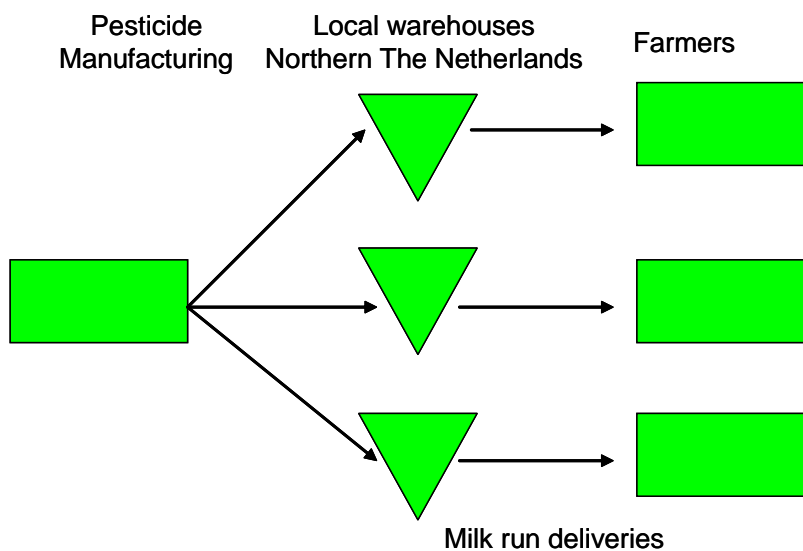 Pesticide
Manufacturing
Local warehouses
Northern The Netherlands
Farmers
Milk run deliveries